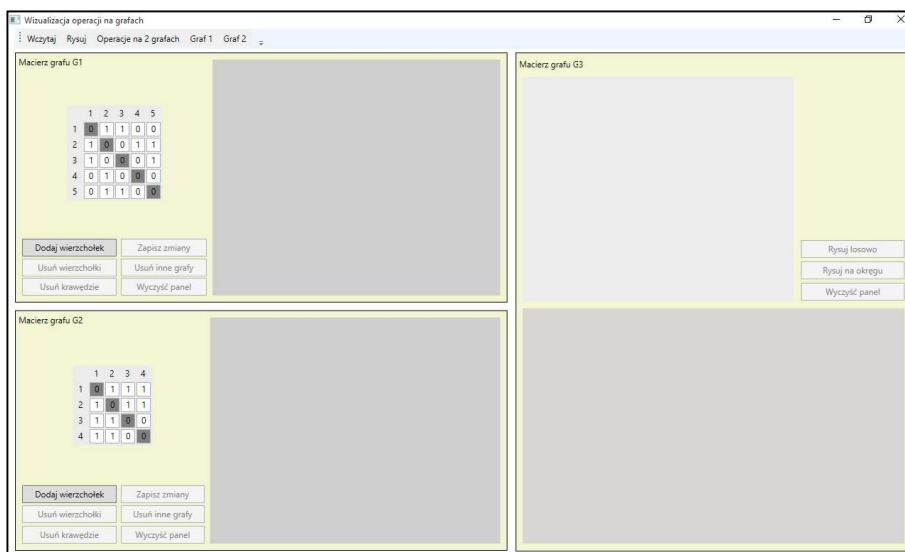 Wizualizacja operacji na grafach
Wczytaj Rysuj Operacje na 2 grafach Graf 1 Graf 2
Macierz grafu G1
1 2 3 4 5
1 0 1 1 0 0
2 1 0 0 1 1
3 1 0 0 0 1
4 0 1 0 0 0
5 0 1 1 0 0
Dodaj wierzchołek Zapisz zmiany
Usuń wierzchołki Usuń inne grafy
Usuń krawędzie Wyczyść panel
Macierz grafu G2
1 2 3 4
1 0 1 1 1
2 1 0 1 1
3 1 1 0 0
4 1 1 0 0
Dodaj wierzchołek Zapisz zmiany
Usuń wierzchołki Usuń inne grafy
Usuń krawędzie Wyczyść panel
Macierz grafu G3
Rysuj losowo
Rysuj na okręgu
Wyczyść panel